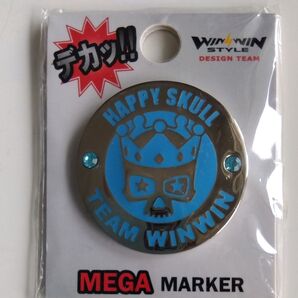 デカッ!!
WINWIN
STYLE
DESIGN TEAM
HAPPY SKULL
TEAM WINWIN
MEGA MARKER